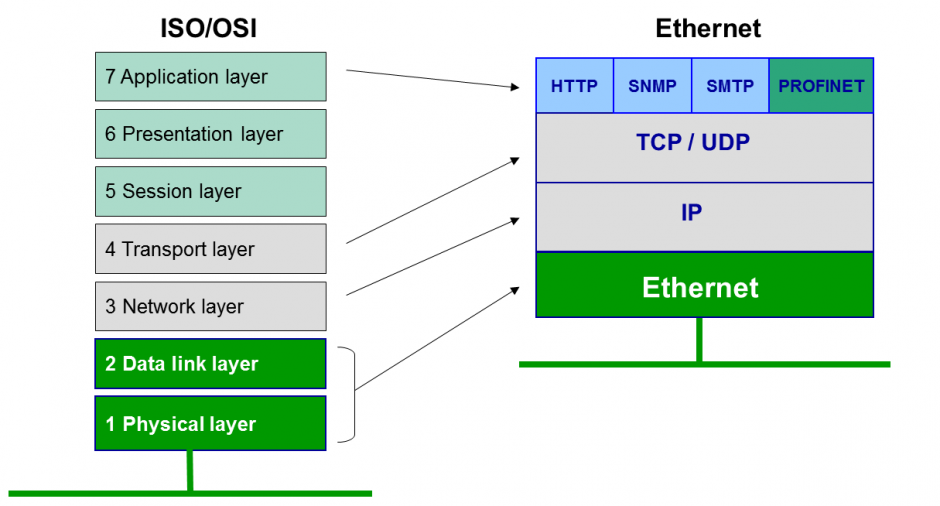 ISO/OSI
7 Application layer
6 Presentation layer
5 Session layer
4 Transport layer
3 Network layer
2 Data link layer
1 Physical layer
Ethernet
HTTP SNMP SMTP PROFINET
TCP / UDP
IP
Ethernet